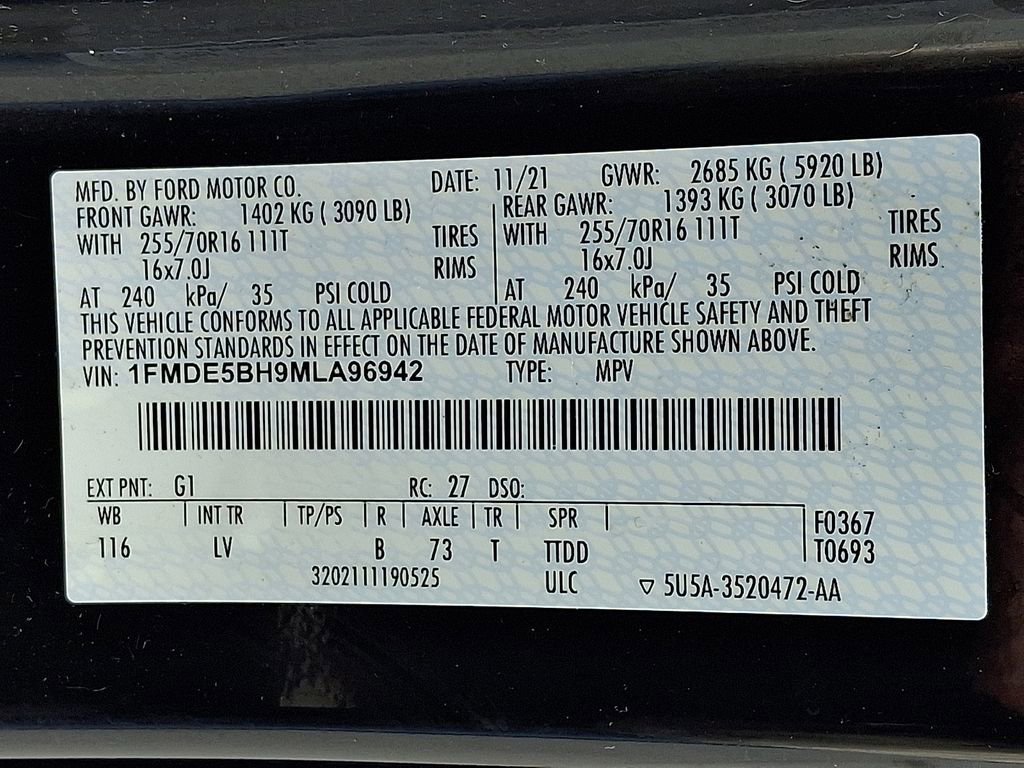 MFD. BY FORD MOTOR CO. DATE: 11/21 GVWR: 2685 KG ( 5920 LB)
FRONT GAWR: 1402 KG ( 3090 LB) REAR GAWR: 1393 KG ( 3070 LB)
WITH 255/70R16 111T TIRES WITH 255/70R16 111T TIRES
16x7.0J RIMS 16x7.0J RIMS
AT 240 kPa/ 35 PSI COLD AT 240 kPa/ 35 PSI COLD
THIS VEHICLE CONFORMS TO ALL APPLICABLE FEDERAL MOTOR VEHICLE SAFETY AND THEFT
PREVENTION STANDARDS IN EFFECT ON THE DATE OF MANUFACTURE SHOWN ABOVE.
VIN: 1FMDE5BH9MLA96942 TYPE: MPV
EXT PNT: G1 RC: 27 DSO:
WB INT TR TP/PS R AXLE TR SPR F0367
116 LV B 73 T TTDD T0693
3202111190525 ULC ▽ 5U5A-3520472-AA